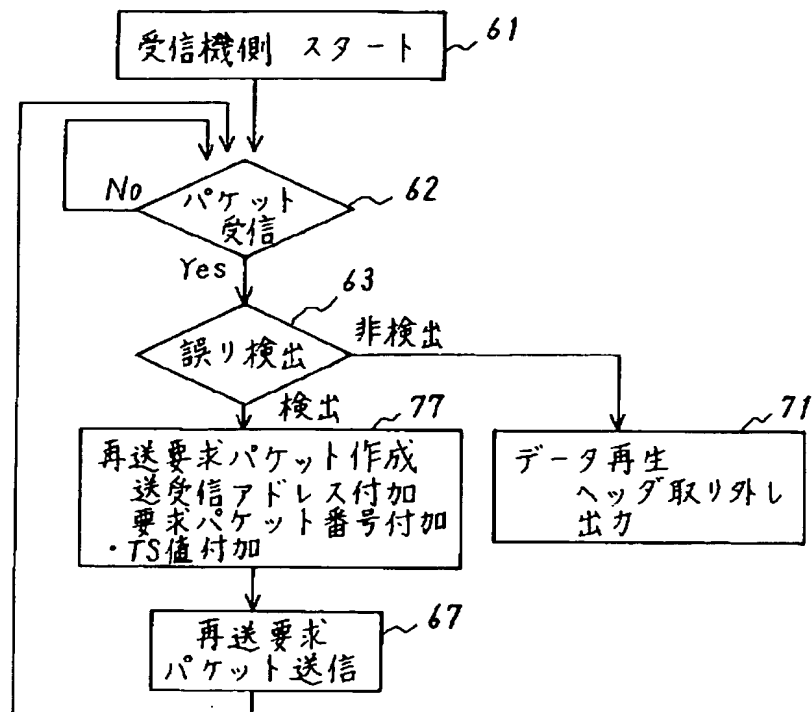 受信機側 スタート
61
No
パケット
受信
62
Yes
63
誤り検出
非検出
検出
77
再送要求パケット作成
送受信アドレス付加
要求パケット番号付加
・TS値付加
71
データ再生
ヘッダ取り外し
出力
再送要求
パケット送信
67